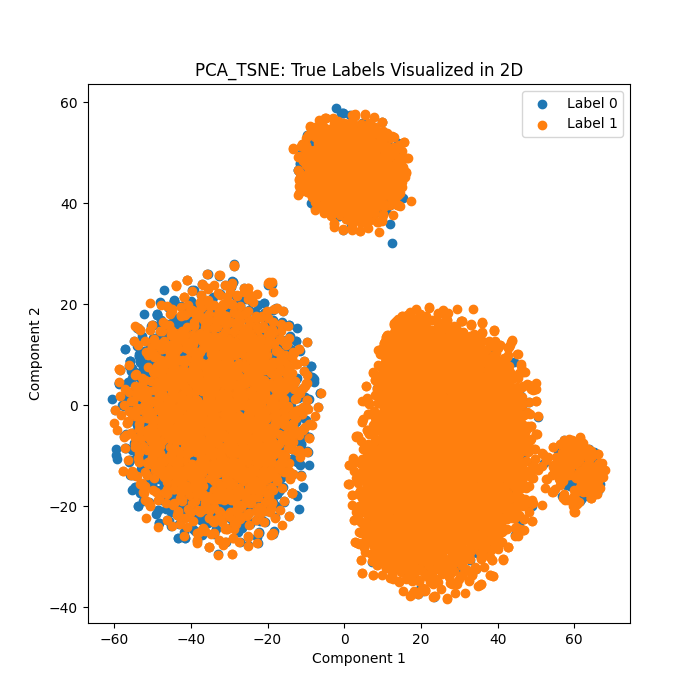 PCA_TSNE: True Labels Visualized in 2D
Label 0
Label 1
60
40
20
0
−20
−40
Component 2
−60
−40
−20
0
20
40
60
Component 1